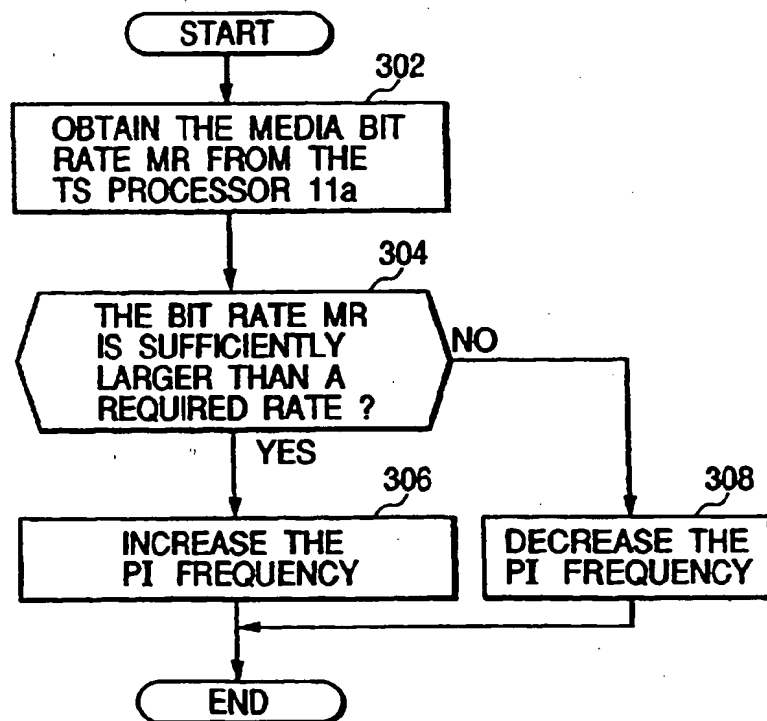 START
302
OBTAIN THE MEDIA BIT
RATE MR FROM THE
TS PROCESSOR 11a
304
THE BIT RATE MR
IS SUFFICIENTLY
LARGER THAN A
REQUIRED RATE ?
NO
YES
306
INCREASE THE
PI FREQUENCY
308
DECREASE THE
PI FREQUENCY
END